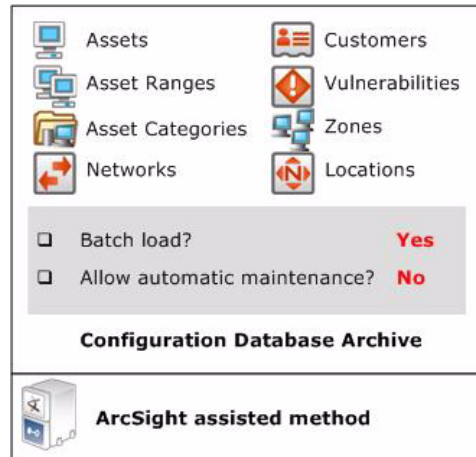 Assets
Customers
Asset Ranges
Vulnerabilities
Asset Categories
Zones
Networks
N
Locations
Batch load? Yes
Allow automatic maintenance? No
Configuration Database Archive
ArcSight assisted method